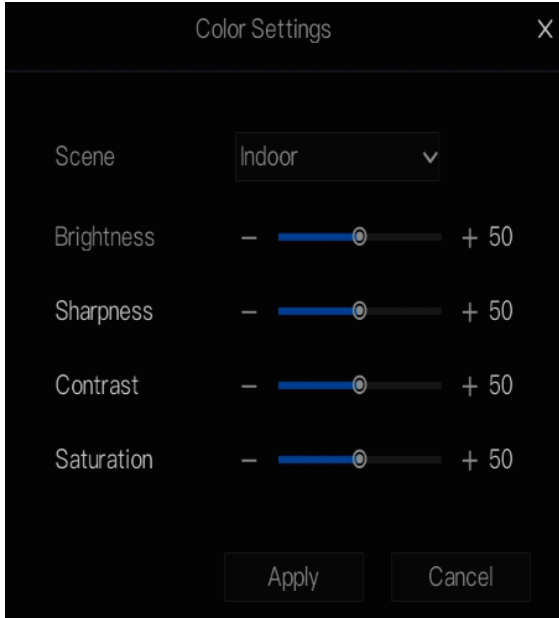 Color Settings X
Scene Indoor
Brightness − + 50
Sharpness − + 50
Contrast − + 50
Saturation − + 50
Apply Cancel